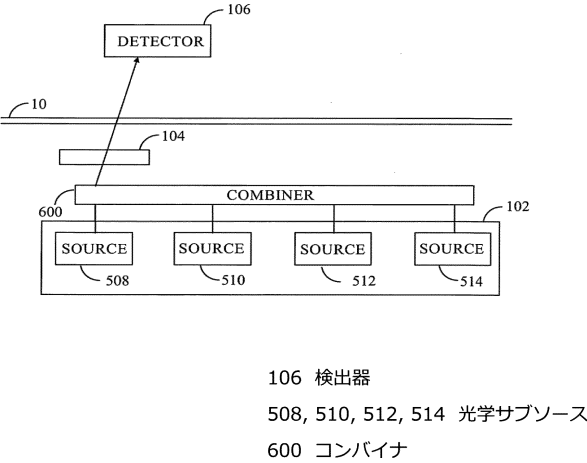 106
DETECTOR
10
104
COMBINER
600
102
SOURCE SOURCE SOURCE SOURCE
508 510 512 514
106 検出器
508, 510, 512, 514 光学サブソース
600 コンバイナ